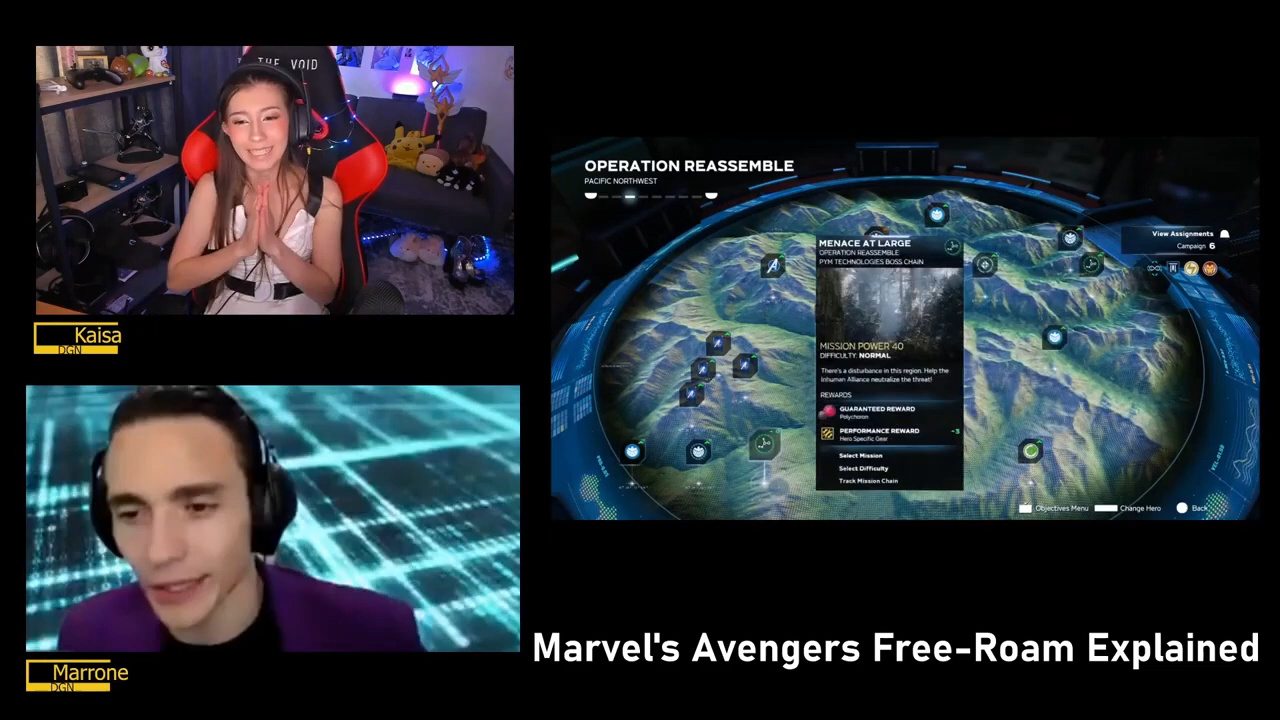 THE VOID
Kaisa
DGN
Marrone
DGN
OPERATION REASSEMBLE
PACIFIC NORTHWEST
View Assignments
Campaign 6
MENACE AT LARGE
OPERATION REASSEMBLE
PYM TECHNOLOGIES BOSS CHAIN
MISSION POWER 40
DIFFICULTY: NORMAL
There's a disturbance in this region. Help the
Inhuman Alliance neutralize the threat!
REWARDS
GUARANTEED REWARD
Polychoron
PERFORMANCE REWARD ~3
Hero Specific Gear
Select Mission
Select Difficulty
Track Mission Chain
Objectives Menu Change Hero Back
Marvel's Avengers Free-Roam Explained